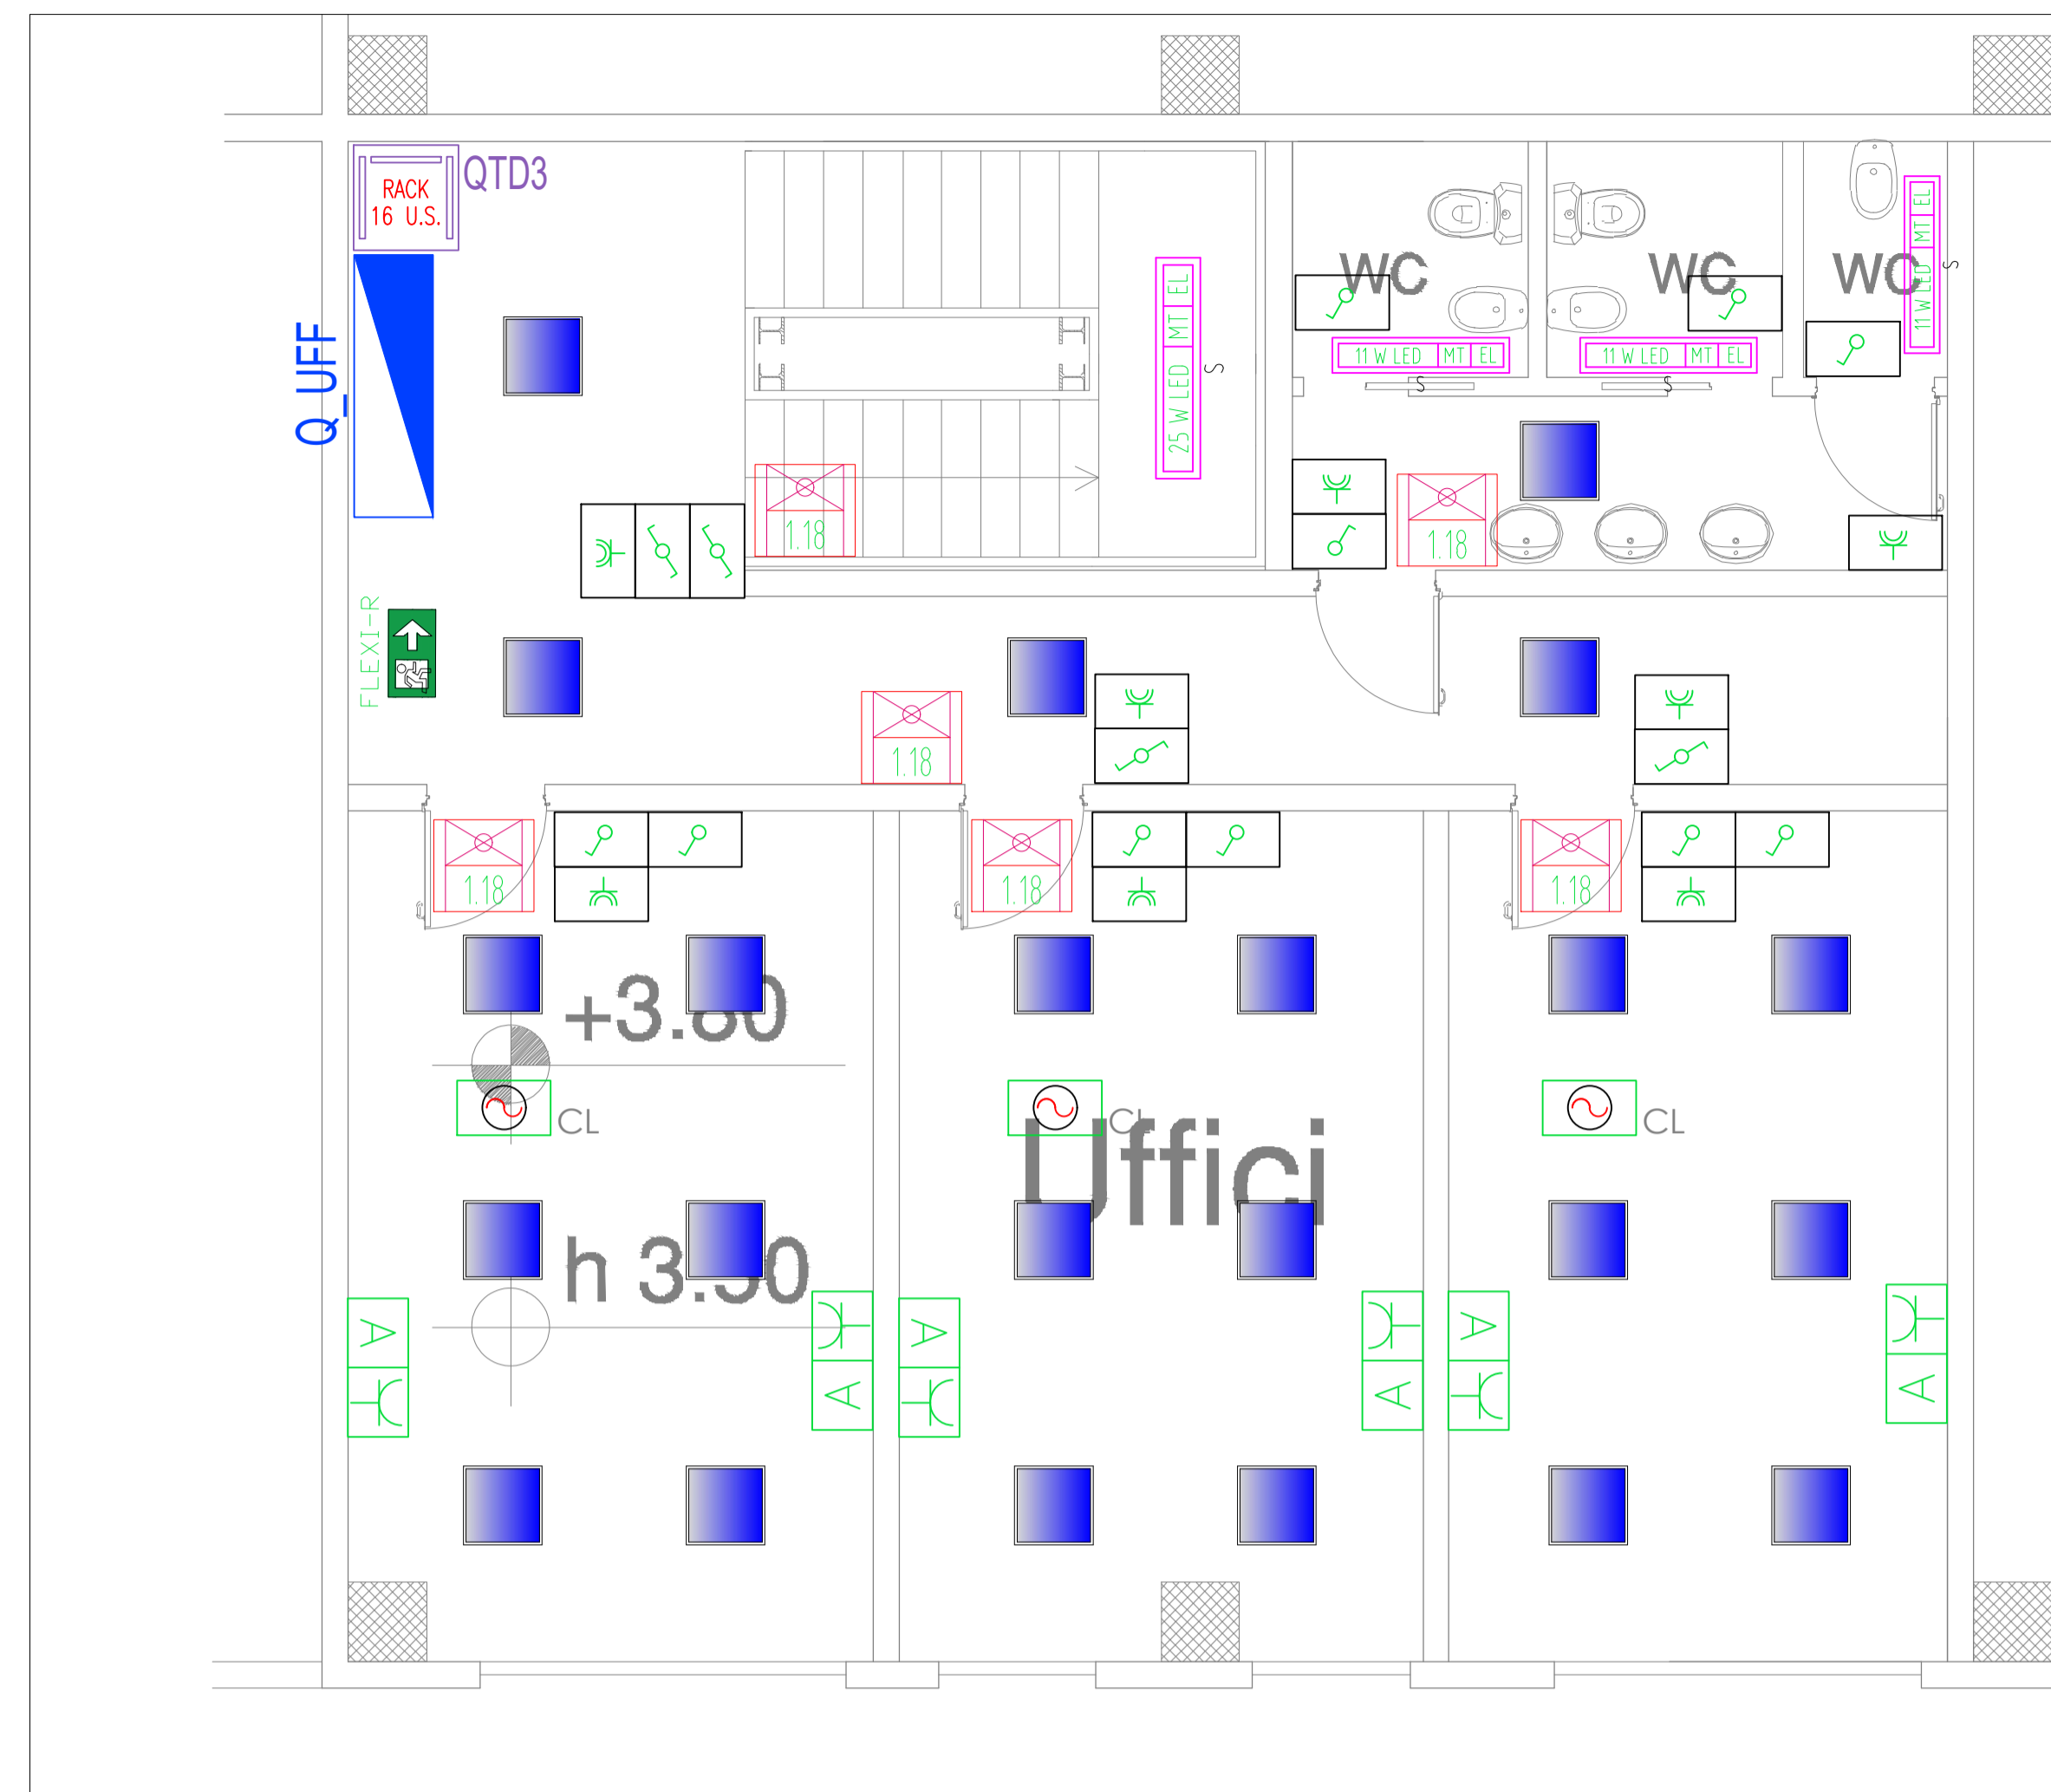 RACK
16 U.S.
QTD3
Q_UFF
FLEXI-R
25 W LED MT EL
WC
WC
WC
11 W LED MT EL
11 W LED MT EL
11 W LED MT EL
S
S
S
S
1.18
1.18
1.18
1.18
1.18
1.18
+3.80
CL
CL
CL
Uffici
h 3.50
A
A
A
A
A
A